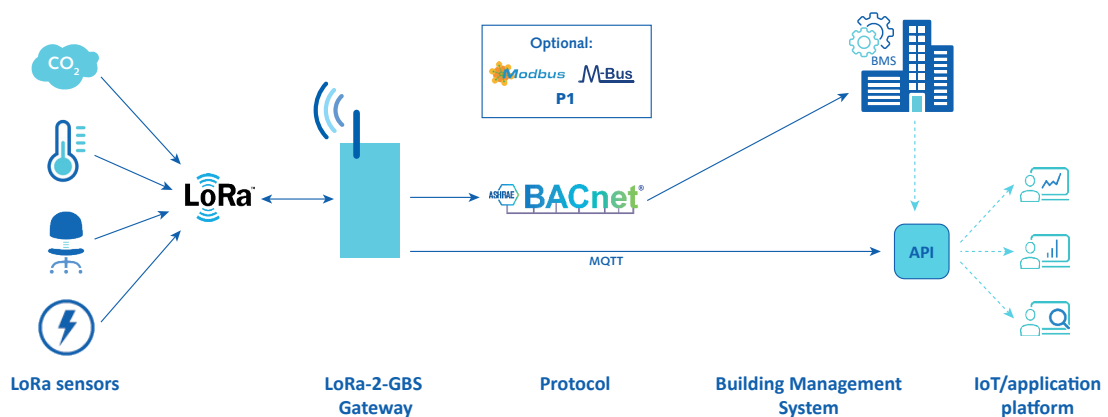 CO2
Optional:
Modbus
M-Bus
P1
BMS
LoRa™
ASHRAE
BACnet®
MQTT
API
LoRa sensors
LoRa-2-GBS
Gateway
Protocol
Building Management
System
IoT/application
platform